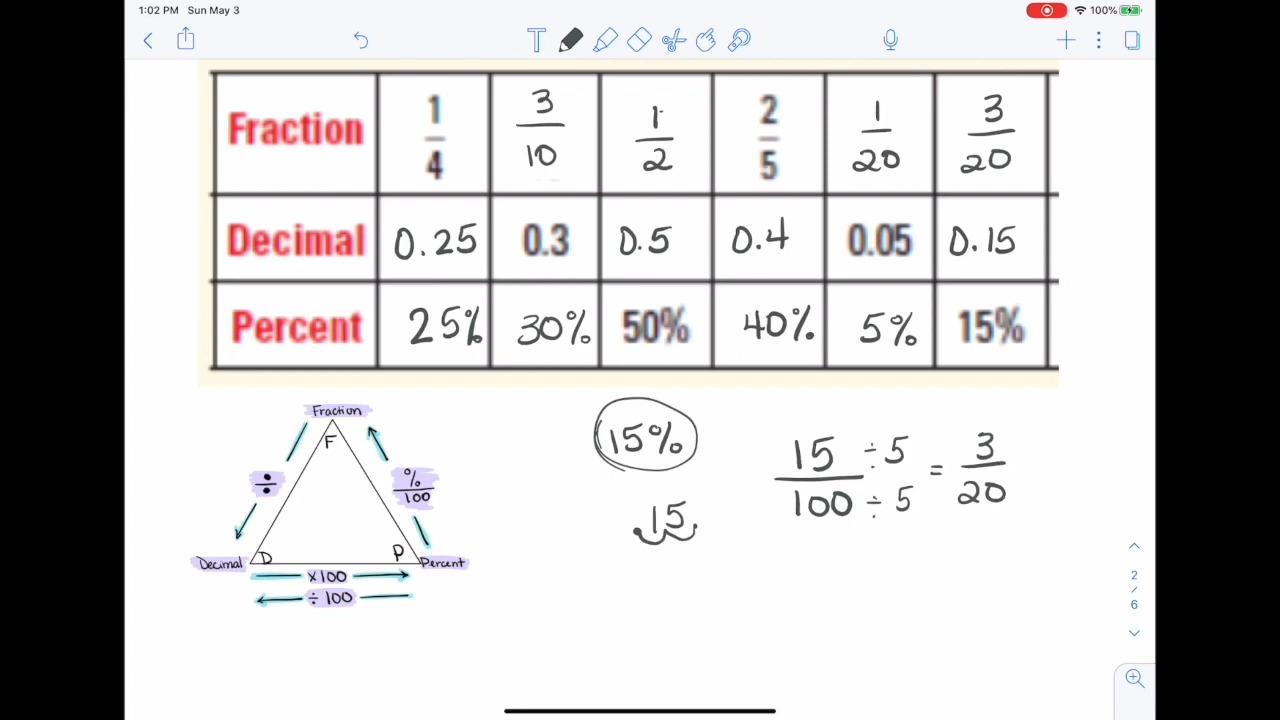 1:02 PM Sun May 3
100%
T
Fraction 1/4 3/10 1/2 2/5 1/20 3/20
Decimal 0.25 0.3 0.5 0.4 0.05 0.15
Percent 25% 30% 50% 40% 5% 15%
Fraction
F
÷
%/100
Decimal D
P Percent
x100
÷ 100
15%
15
15/100 ÷5 ÷5 = 3/20
2
/
6